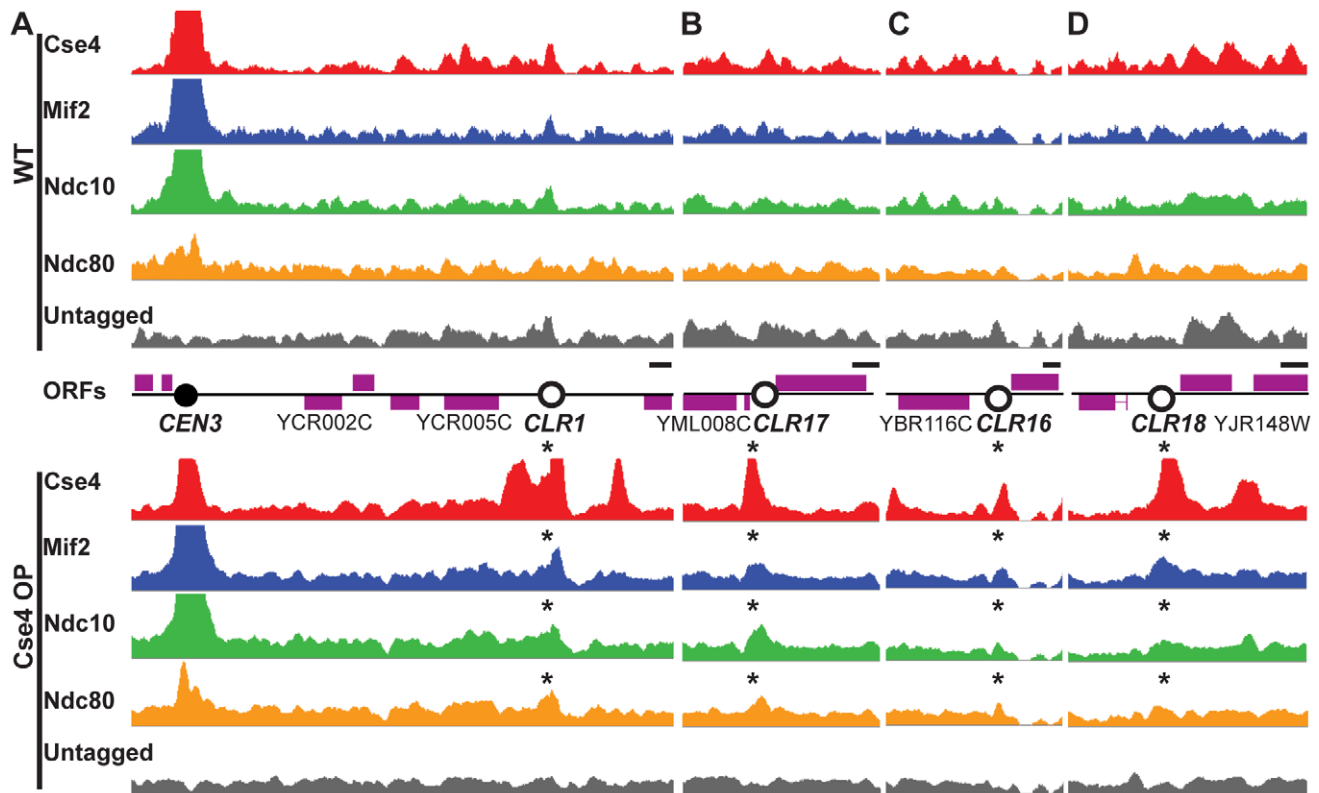 A B C D
WT
Cse4
Mif2
Ndc10
Ndc80
Untagged
ORFs
CEN3 YCR002C YCR005C CLR1 YML008C CLR17 YBR116C CLR16 CLR18 YJR148W
* * * *
Cse4 OP
Cse4
* * * *
Mif2
* * * *
Ndc10
* * * *
Ndc80
Untagged